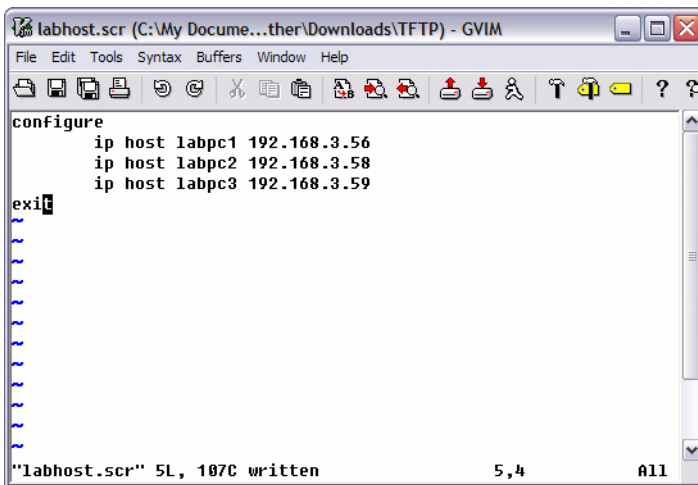 labhost.scr (C:\My Docume...ther\Downloads\TFTP) - GVIM
File Edit Tools Syntax Buffers Window Help
configure
ip host labpc1 192.168.3.56
ip host labpc2 192.168.3.58
ip host labpc3 192.168.3.59
exit
~
~
~
~
~
~
~
~
~
~
~
~
"labhost.scr" 5L, 107C written 5,4 All